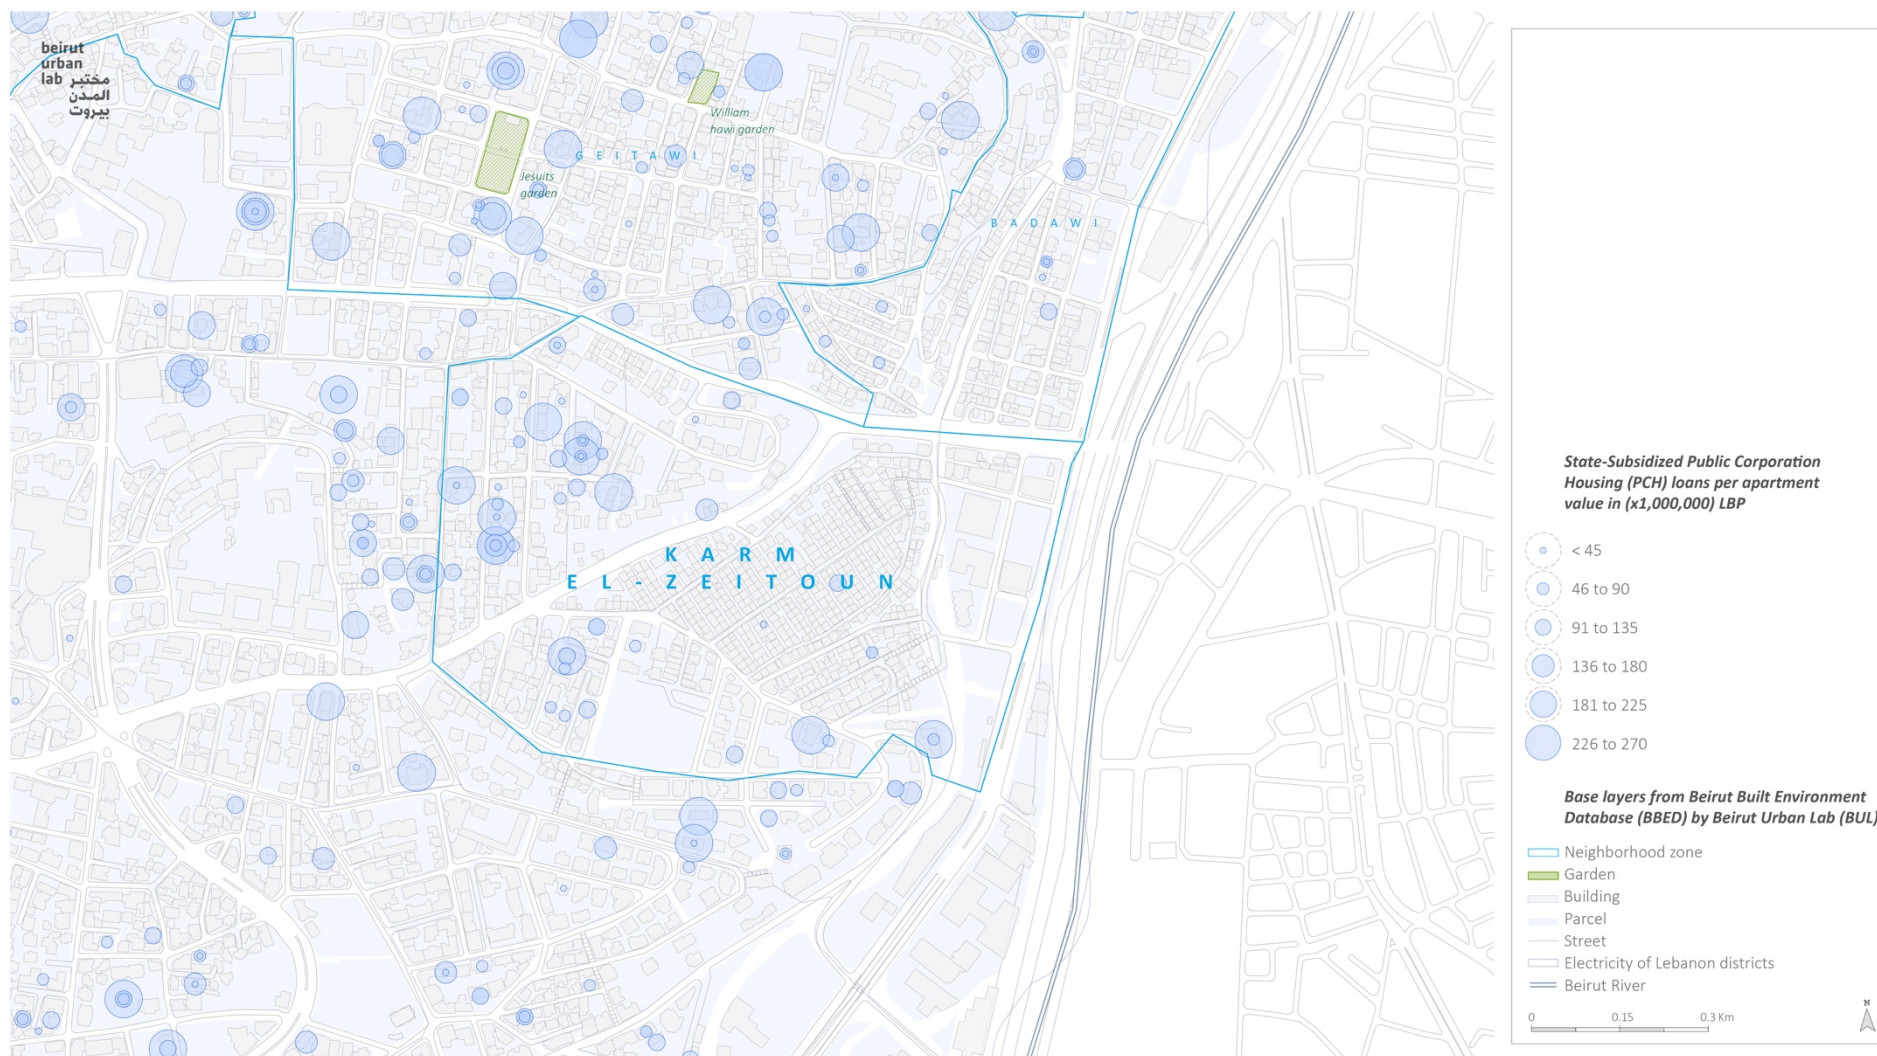 beirut
urban
lab مختبر
المدن
بيروت
William
hawi garden
G E I T A W I
Jesuits
garden
B A D A W I
K A R M
E L - Z E I T O U N
State-Subsidized Public Corporation
Housing (PCH) loans per apartment
value in (x1,000,000) LBP
< 45
46 to 90
91 to 135
136 to 180
181 to 225
226 to 270
Base layers from Beirut Built Environment
Database (BBED) by Beirut Urban Lab (BUL)
Neighborhood zone
Garden
Building
Parcel
Street
Electricity of Lebanon districts
Beirut River
N
0 0.15 0.3 Km